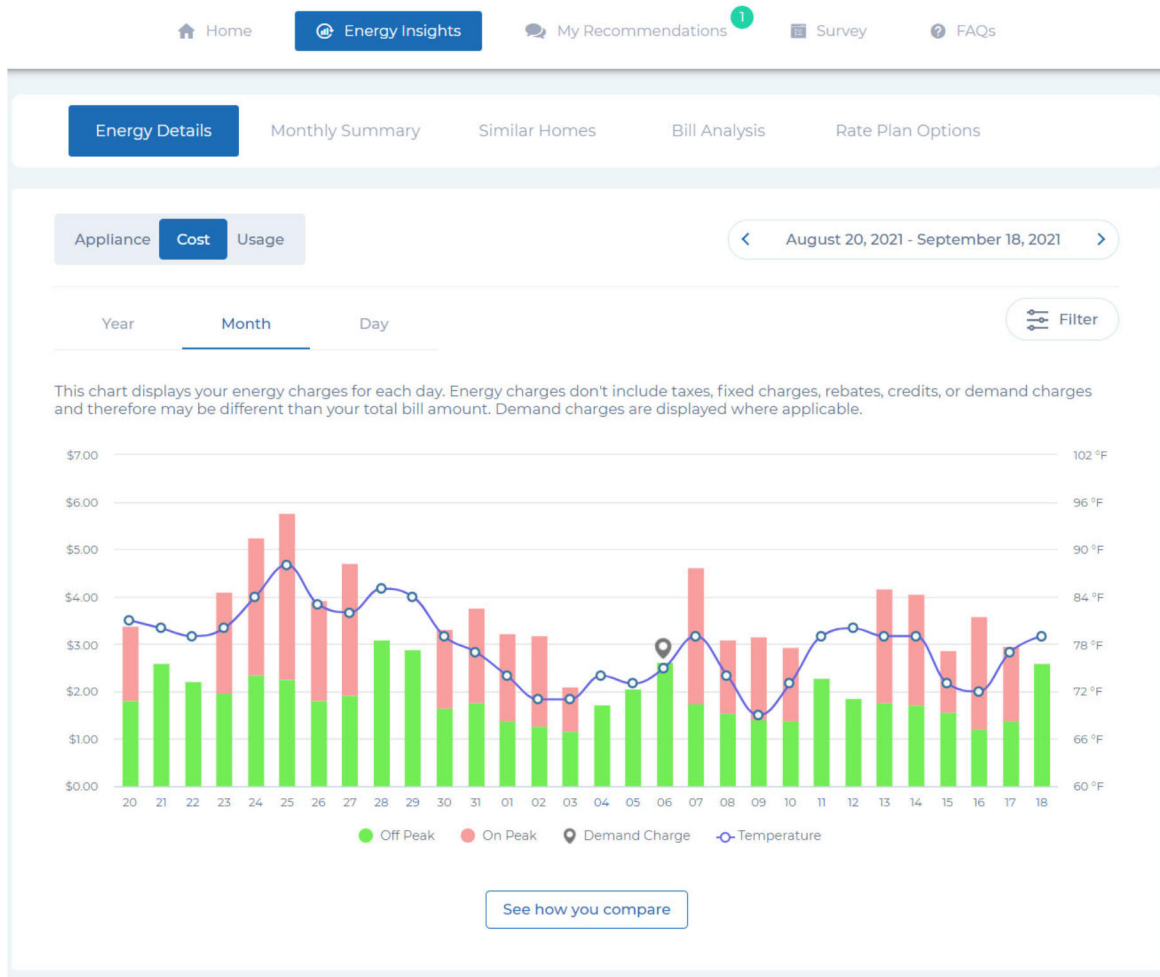 Home Energy Insights My Recommendations 1 Survey FAQs
Energy Details Monthly Summary Similar Homes Bill Analysis Rate Plan Options
Appliance Cost Usage August 20, 2021 - September 18, 2021
Year Month Day Filter
This chart displays your energy charges for each day. Energy charges don't include taxes, fixed charges, rebates, credits, or demand charges
and therefore may be different than your total bill amount. Demand charges are displayed where applicable.
$7.00 102 °F
$6.00 96 °F
$5.00 90 °F
$4.00 84 °F
$3.00 78 °F
$2.00 72 °F
$1.00 66 °F
$0.00 60 °F
20 21 22 23 24 25 26 27 28 29 30 31 01 02 03 04 05 06 07 08 09 10 11 12 13 14 15 16 17 18
Off Peak On Peak Demand Charge Temperature
See how you compare